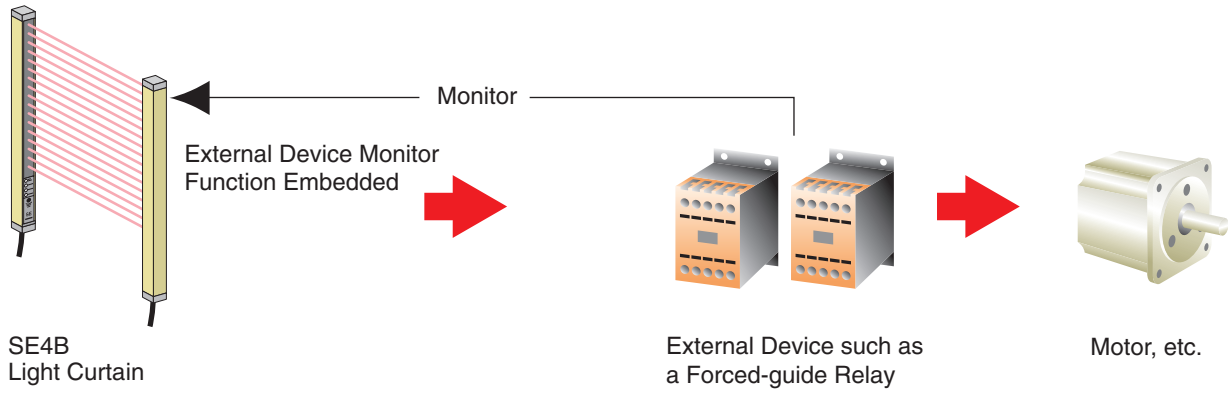 Monitor
External Device Monitor
Function Embedded
SE4B
Light Curtain
External Device such as
a Forced-guide Relay
Motor, etc.